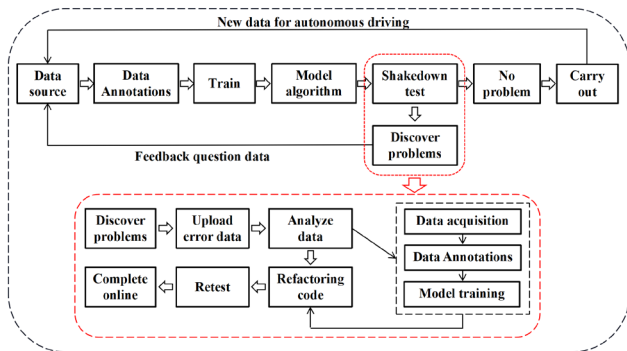 New data for autonomous driving
Data
source
Data
Annotations
Train
Model
algorithm
Shakedown
test
No
problem
Carry
out
Discover
problems
Feedback question data
Discover
problems
Upload
error data
Analyze
data
Data acquisition
Data Annotations
Model training
Complete
online
Retest
Refactoring
code